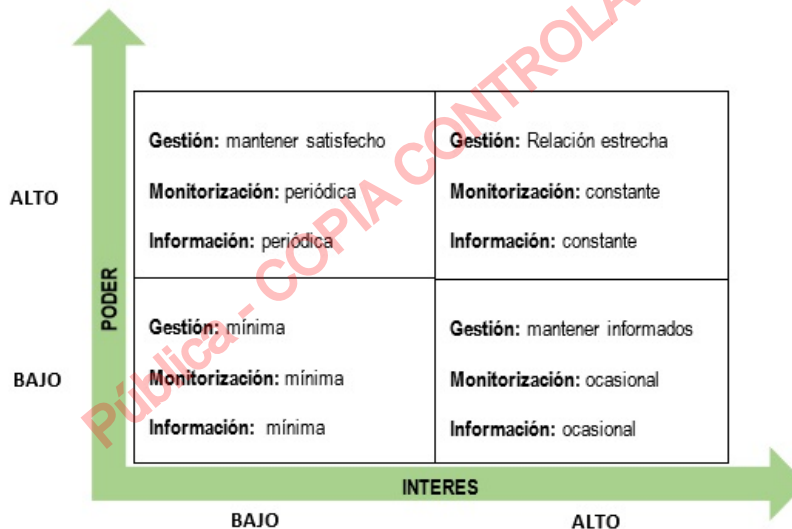 Pública - COPIA CONTROLA
ALTO
Gestión: mantener satisfecho
Monitorización: periódica
Información: periódica
Gestión: Relación estrecha
Monitorización: constante
Información: constante
PODER
BAJO
Gestión: mínima
Monitorización: mínima
Información: mínima
Gestión: mantener informados
Monitorización: ocasional
Información: ocasional
INTERES
BAJO
ALTO